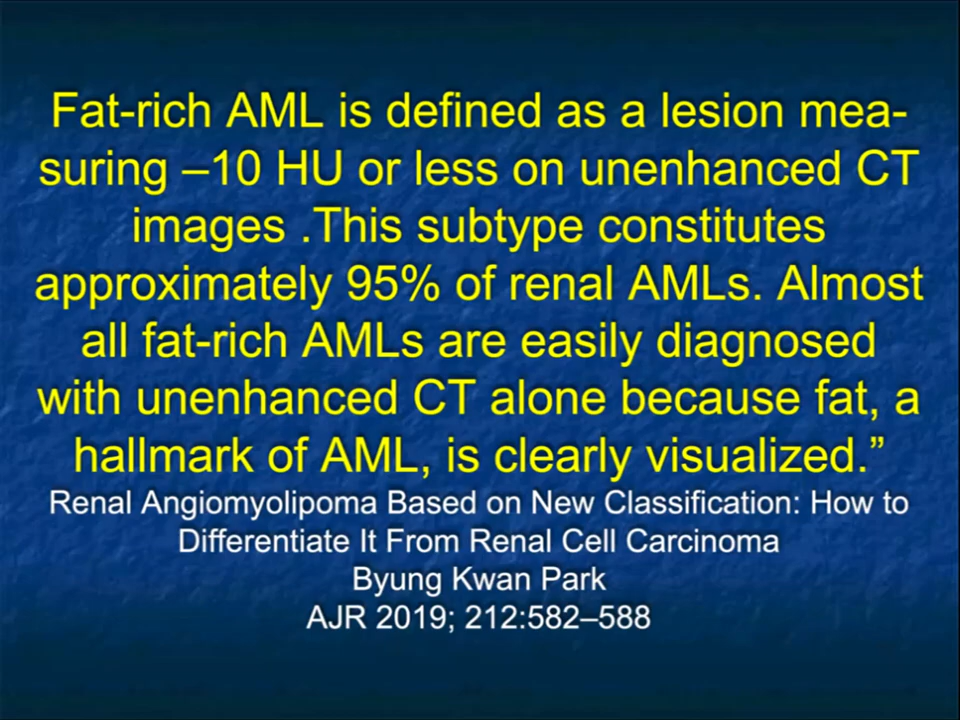 Fat-rich AML is defined as a lesion mea-
suring –10 HU or less on unenhanced CT
images .This subtype constitutes
approximately 95% of renal AMLs. Almost
all fat-rich AMLs are easily diagnosed
with unenhanced CT alone because fat, a
hallmark of AML, is clearly visualized.”
Renal Angiomyolipoma Based on New Classification: How to
Differentiate It From Renal Cell Carcinoma
Byung Kwan Park
AJR 2019; 212:582–588